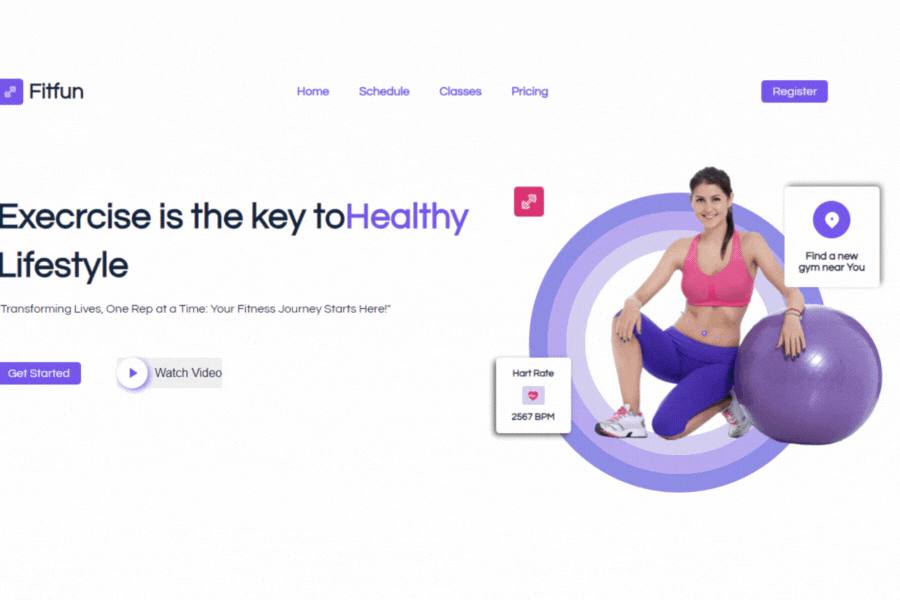 Fitfun
Home Schedule Classes Pricing
Register
Execrcise is the key toHealthy
Lifestyle
"Transforming Lives, One Rep at a Time: Your Fitness Journey Starts Here!"
Get Started
Watch Video
Find a new
gym near You
Hart Rate
2567 BPM